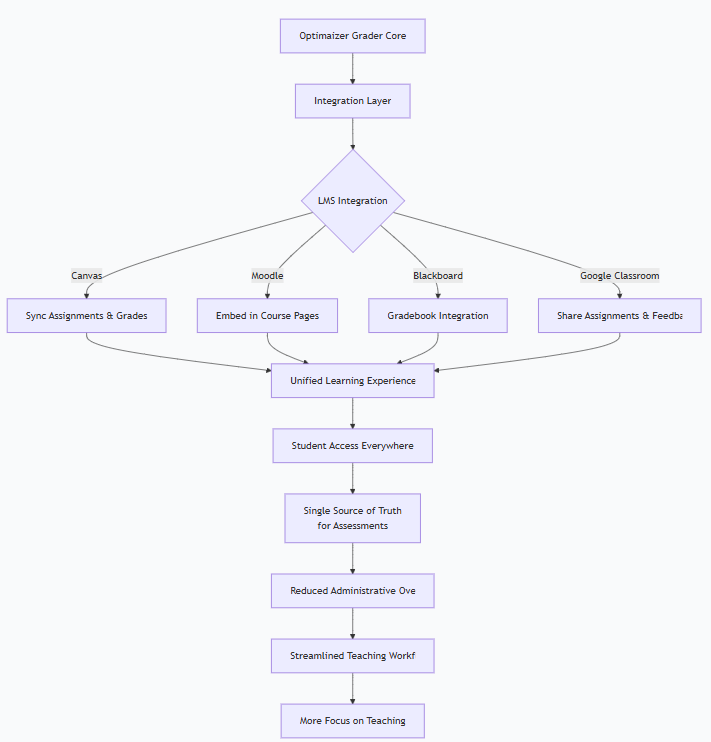 Optimaizer Grader Core
Integration Layer
LMS Integration
Canvas
Moodle
Blackboard
Google Classroom
Sync Assignments & Grades
Embed in Course Pages
Gradebook Integration
Share Assignments & Feedba
Unified Learning Experience
Student Access Everywhere
Single Source of Truth
for Assessments
Reduced Administrative Ove
Streamlined Teaching Workf
More Focus on Teaching